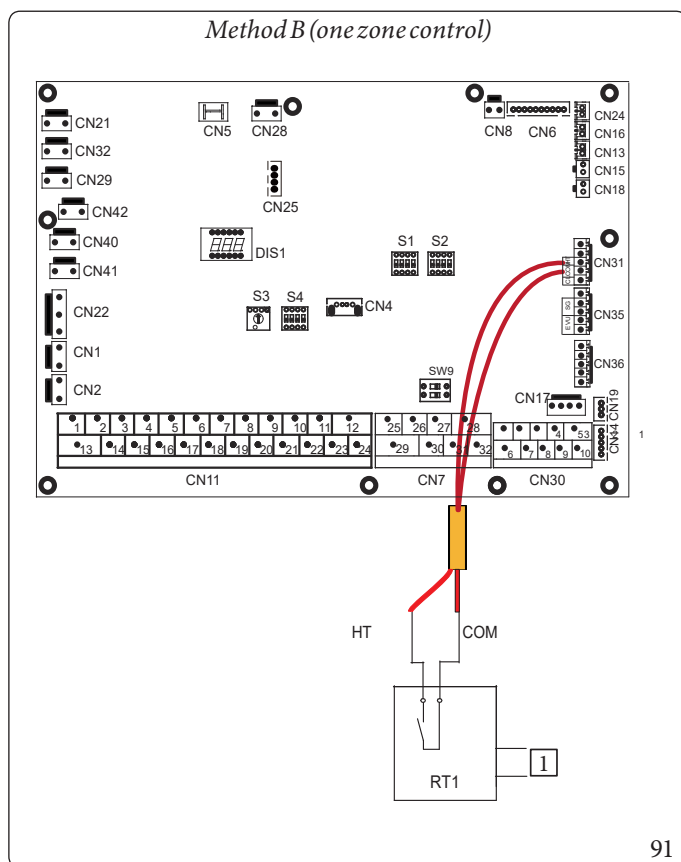 Method B (one zone control)
CN21
CN5
CN28
CN8
CN6
CN24
CN16
CN13
CN15
CN18
CN32
CN29
CN25
CN42
CN40
DIS1
S1
S2
CN41
CN31
CN22
S3
S4
CN4
SG
EVU
CN35
CN1
CN36
CN2
SW9
CN17
CN19
1 2 3 4 5 6 7 8 9 10 11 12
25 26 27 28
4 53
CN14
1
13 14 15 16 17 18 19 20 21 22 23 24
29 30 31 32
6 7 8 9 10
CN11
CN7
CN30
HT
COM
RT1
1
91